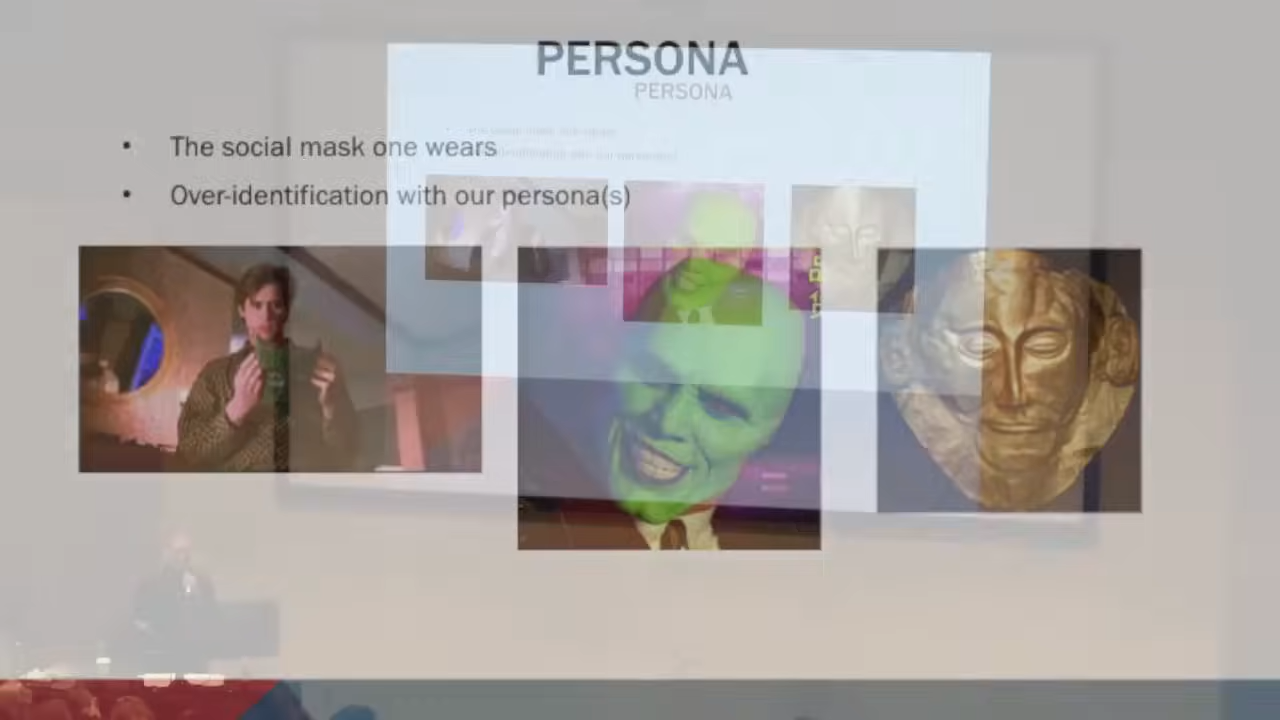 PERSONA
PERSONA
• The social mask one wears
• Over-identification with our persona(s)